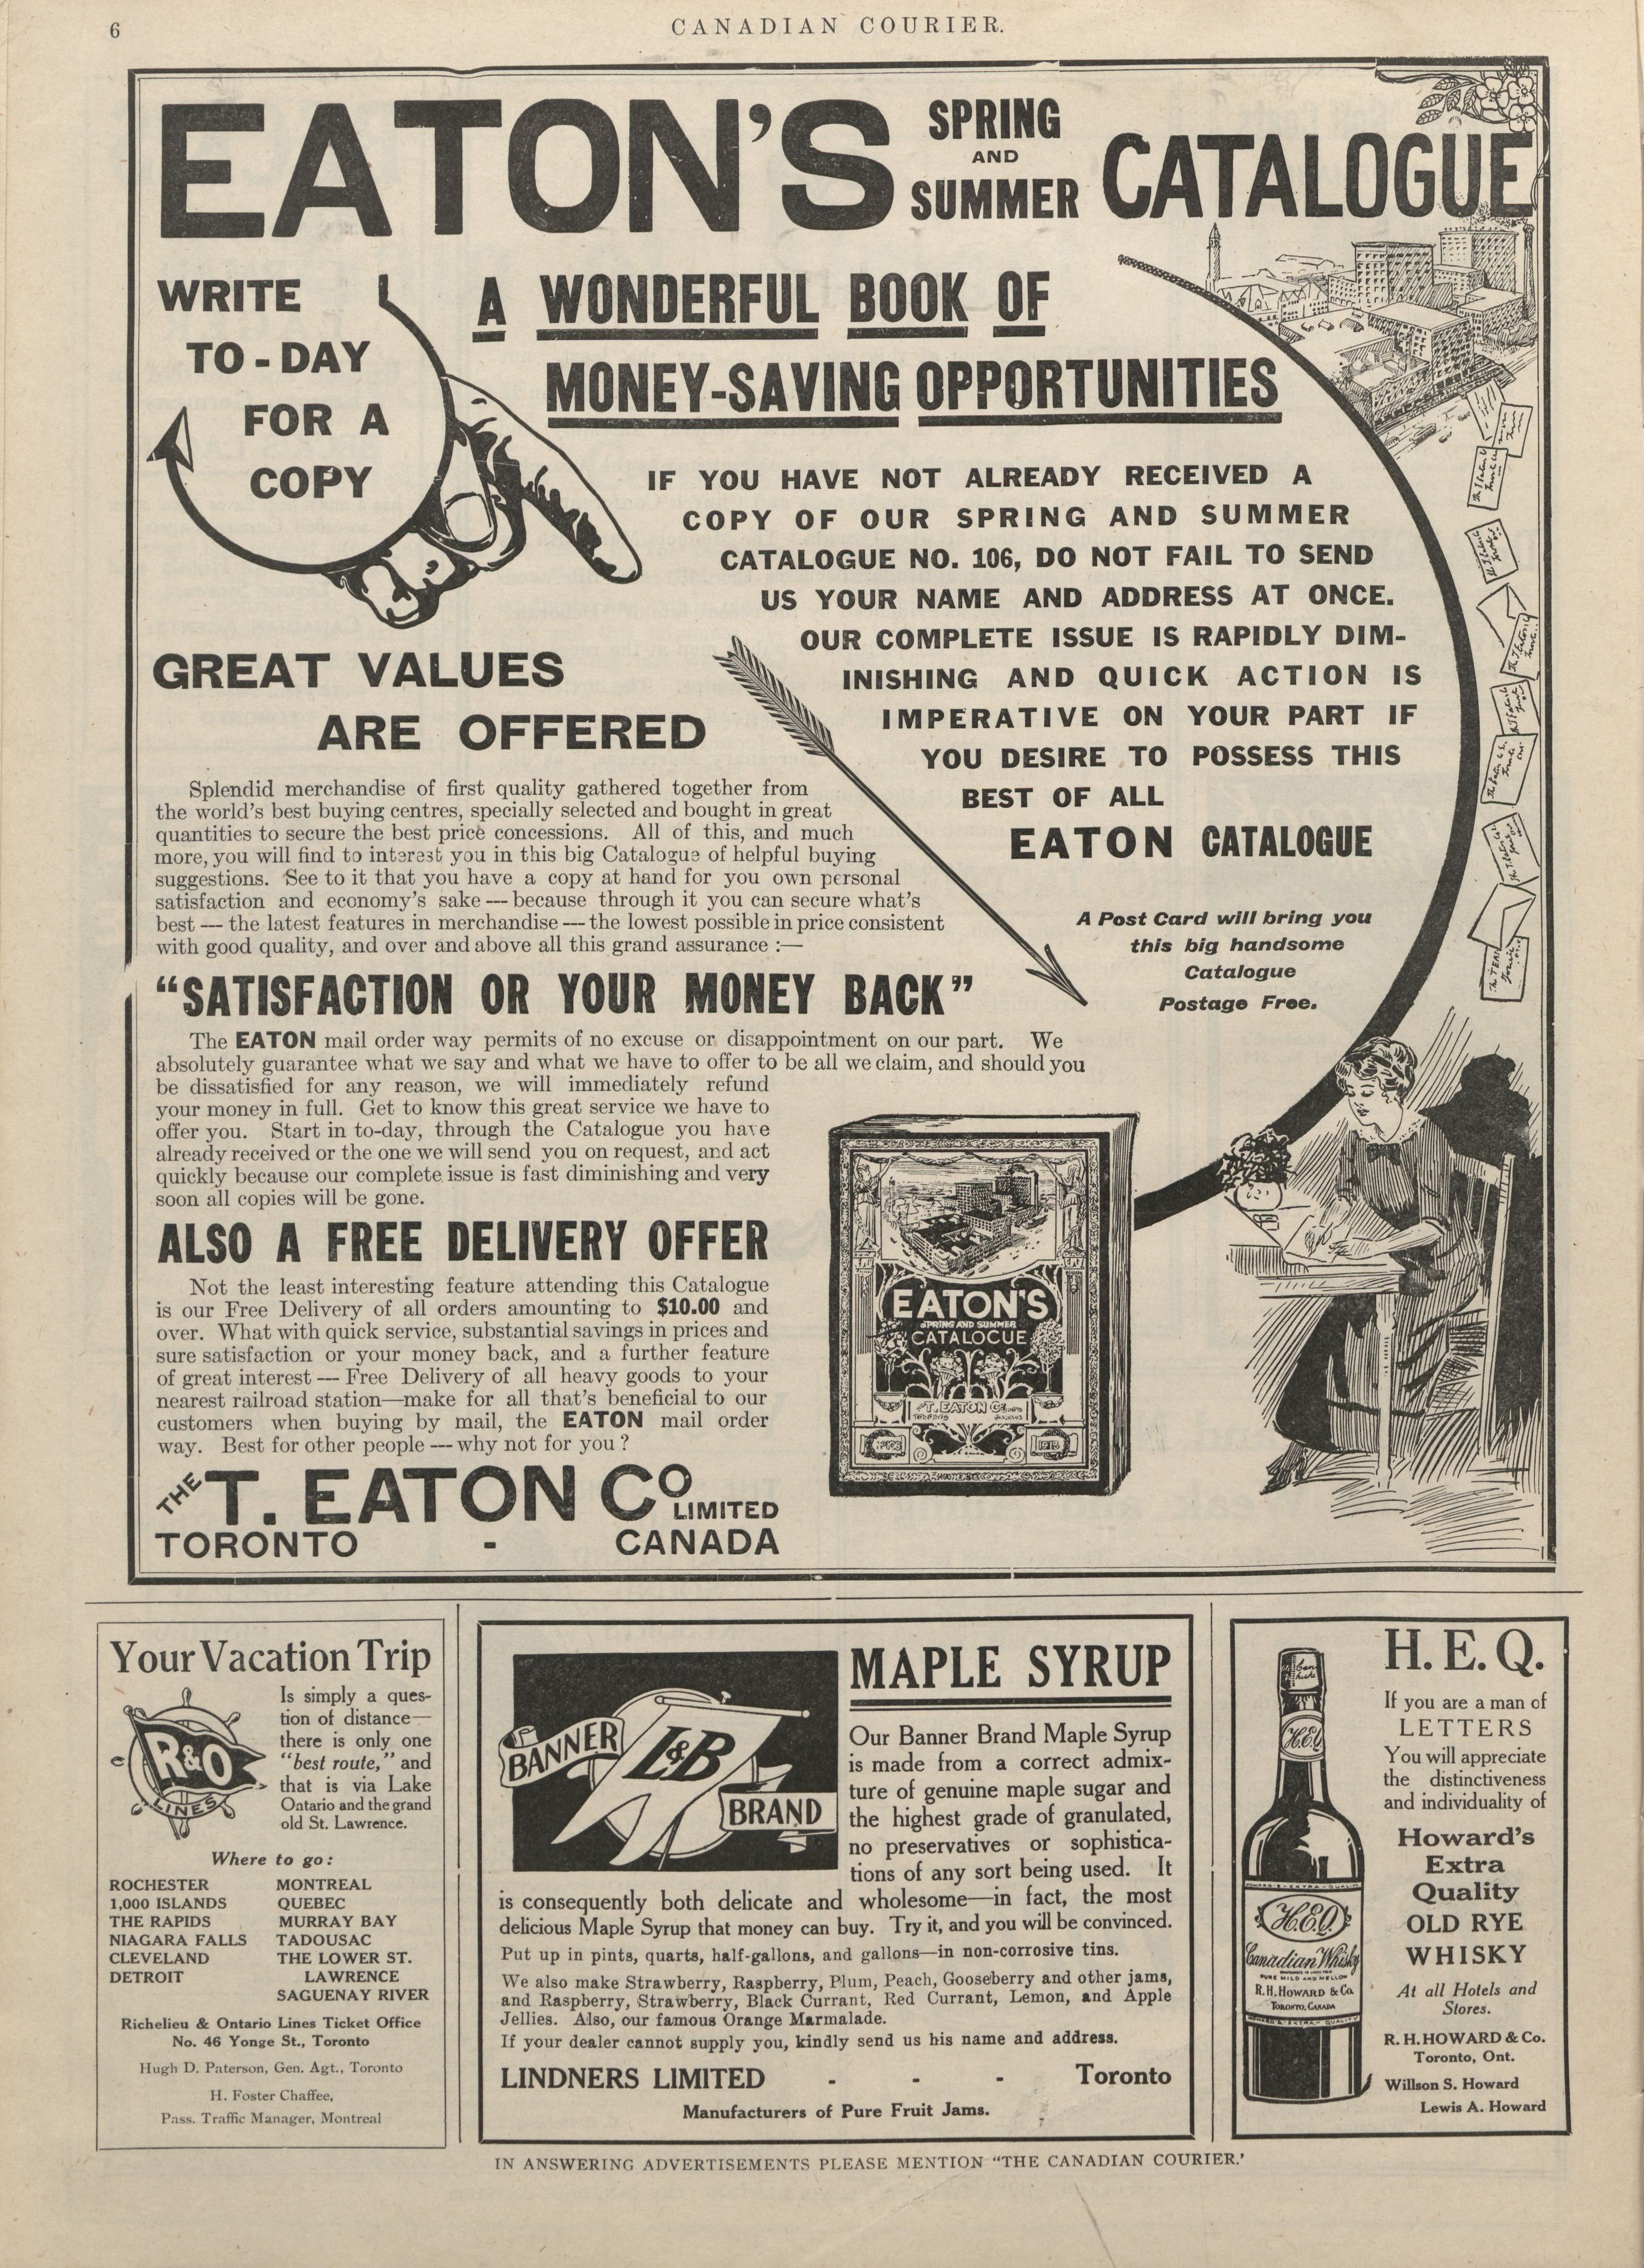 6
CANADIAN COURIER.
EATON'S
SPRING
AND
SUMMER
CATALOGUE
WRITE
TO-DAY
FOR A
COPY
A WONDERFUL BOOK OF
MONEY-SAVING OPPORTUNITIES
IF YOU HAVE NOT ALREADY RECEIVED A
COPY OF OUR SPRING AND SUMMER
CATALOGUE NO. 106, DO NOT FAIL TO SEND
US YOUR NAME AND ADDRESS AT ONCE.
OUR COMPLETE ISSUE IS RAPIDLY DIM-
INISHING AND QUICK ACTION IS
IMPERATIVE ON YOUR PART IF
YOU DESIRE TO POSSESS THIS
BEST OF ALL
EATON CATALOGUE
A Post Card will bring you
this big handsome
Catalogue
Postage Free.
GREAT VALUES
ARE OFFERED
Splendid merchandise of first quality gathered together from
the world's best buying centres, specially selected and bought in great
quantities to secure the best price concessions. All of this, and much
more, you will find to interest you in this big Catalogue of helpful buying
suggestions. See to it that you have a copy at hand for you own personal
satisfaction and economy's sake — because through it you can secure what's
best — the latest features in merchandise — the lowest possible in price consistent
with good quality, and over and above all this grand assurance :—
"SATISFACTION OR YOUR MONEY BACK"
The EATON mail order way permits of no excuse or disappointment on our part. We
absolutely guarantee what we say and what we have to offer to be all we claim, and should you
be dissatisfied for any reason, we will immediately refund
your money in full. Get to know this great service we have to
offer you. Start in to-day, through the Catalogue you have
already received or the one we will send you on request, and act
quickly because our complete issue is fast diminishing and very
soon all copies will be gone.
ALSO A FREE DELIVERY OFFER
Not the least interesting feature attending this Catalogue
is our Free Delivery of all orders amounting to $10.00 and
over. What with quick service, substantial savings in prices and
sure satisfaction or your money back, and a further feature
of great interest — Free Delivery of all heavy goods to your
nearest railroad station—make for all that's beneficial to our
customers when buying by mail, the EATON mail order
way. Best for other people — why not for you?
THE T. EATON CO LIMITED
TORONTO - CANADA
EATON'S
SPRING AND SUMMER
CATALOGUE
THE T. EATON CO LIMITED
TORONTO CANADA
No 106
1913
Your Vacation Trip
R&O
LINES
Is simply a ques-
tion of distance—
there is only one
"best route," and
that is via Lake
Ontario and the grand
old St. Lawrence.
Where to go:
ROCHESTER
1,000 ISLANDS
THE RAPIDS
NIAGARA FALLS
CLEVELAND
DETROIT
MONTREAL
QUEBEC
MURRAY BAY
TADOUSAC
THE LOWER ST.
LAWRENCE
SAGUENAY RIVER
Richelieu & Ontario Lines Ticket Office
No. 46 Yonge St., Toronto
Hugh D. Paterson, Gen. Agt., Toronto
H. Foster Chaffee,
Pass. Traffic Manager, Montreal
BANNER
L&B
BRAND
MAPLE SYRUP
Our Banner Brand Maple Syrup
is made from a correct admix-
ture of genuine maple sugar and
the highest grade of granulated,
no preservatives or sophistica-
tions of any sort being used. It
is consequently both delicate and wholesome—in fact, the most
delicious Maple Syrup that money can buy. Try it, and you will be convinced.
Put up in pints, quarts, half-gallons, and gallons—in non-corrosive tins.
We also make Strawberry, Raspberry, Plum, Peach, Gooseberry and other jams,
and Raspberry, Strawberry, Black Currant, Red Currant, Lemon, and Apple
Jellies. Also, our famous Orange Marmalade.
If your dealer cannot supply you, kindly send us his name and address.
LINDNERS LIMITED - - - Toronto
Manufacturers of Pure Fruit Jams.
H.E.Q.
HOWARD'S EXTRA QUALITY
H.E.Q.
Canadian Whisky
PURE MILD AND MELLOW
R.H. HOWARD & Co.
TORONTO, CANADA
HOWARD'S EXTRA QUALITY
H. E. Q.
If you are a man of
LETTERS
You will appreciate
the distinctiveness
and individuality of
Howard's
Extra
Quality
OLD RYE
WHISKY
At all Hotels and
Stores.
R. H. HOWARD & Co.
Toronto, Ont.
Willson S. Howard
Lewis A. Howard
IN ANSWERING ADVERTISEMENTS PLEASE MENTION "THE CANADIAN COURIER.'